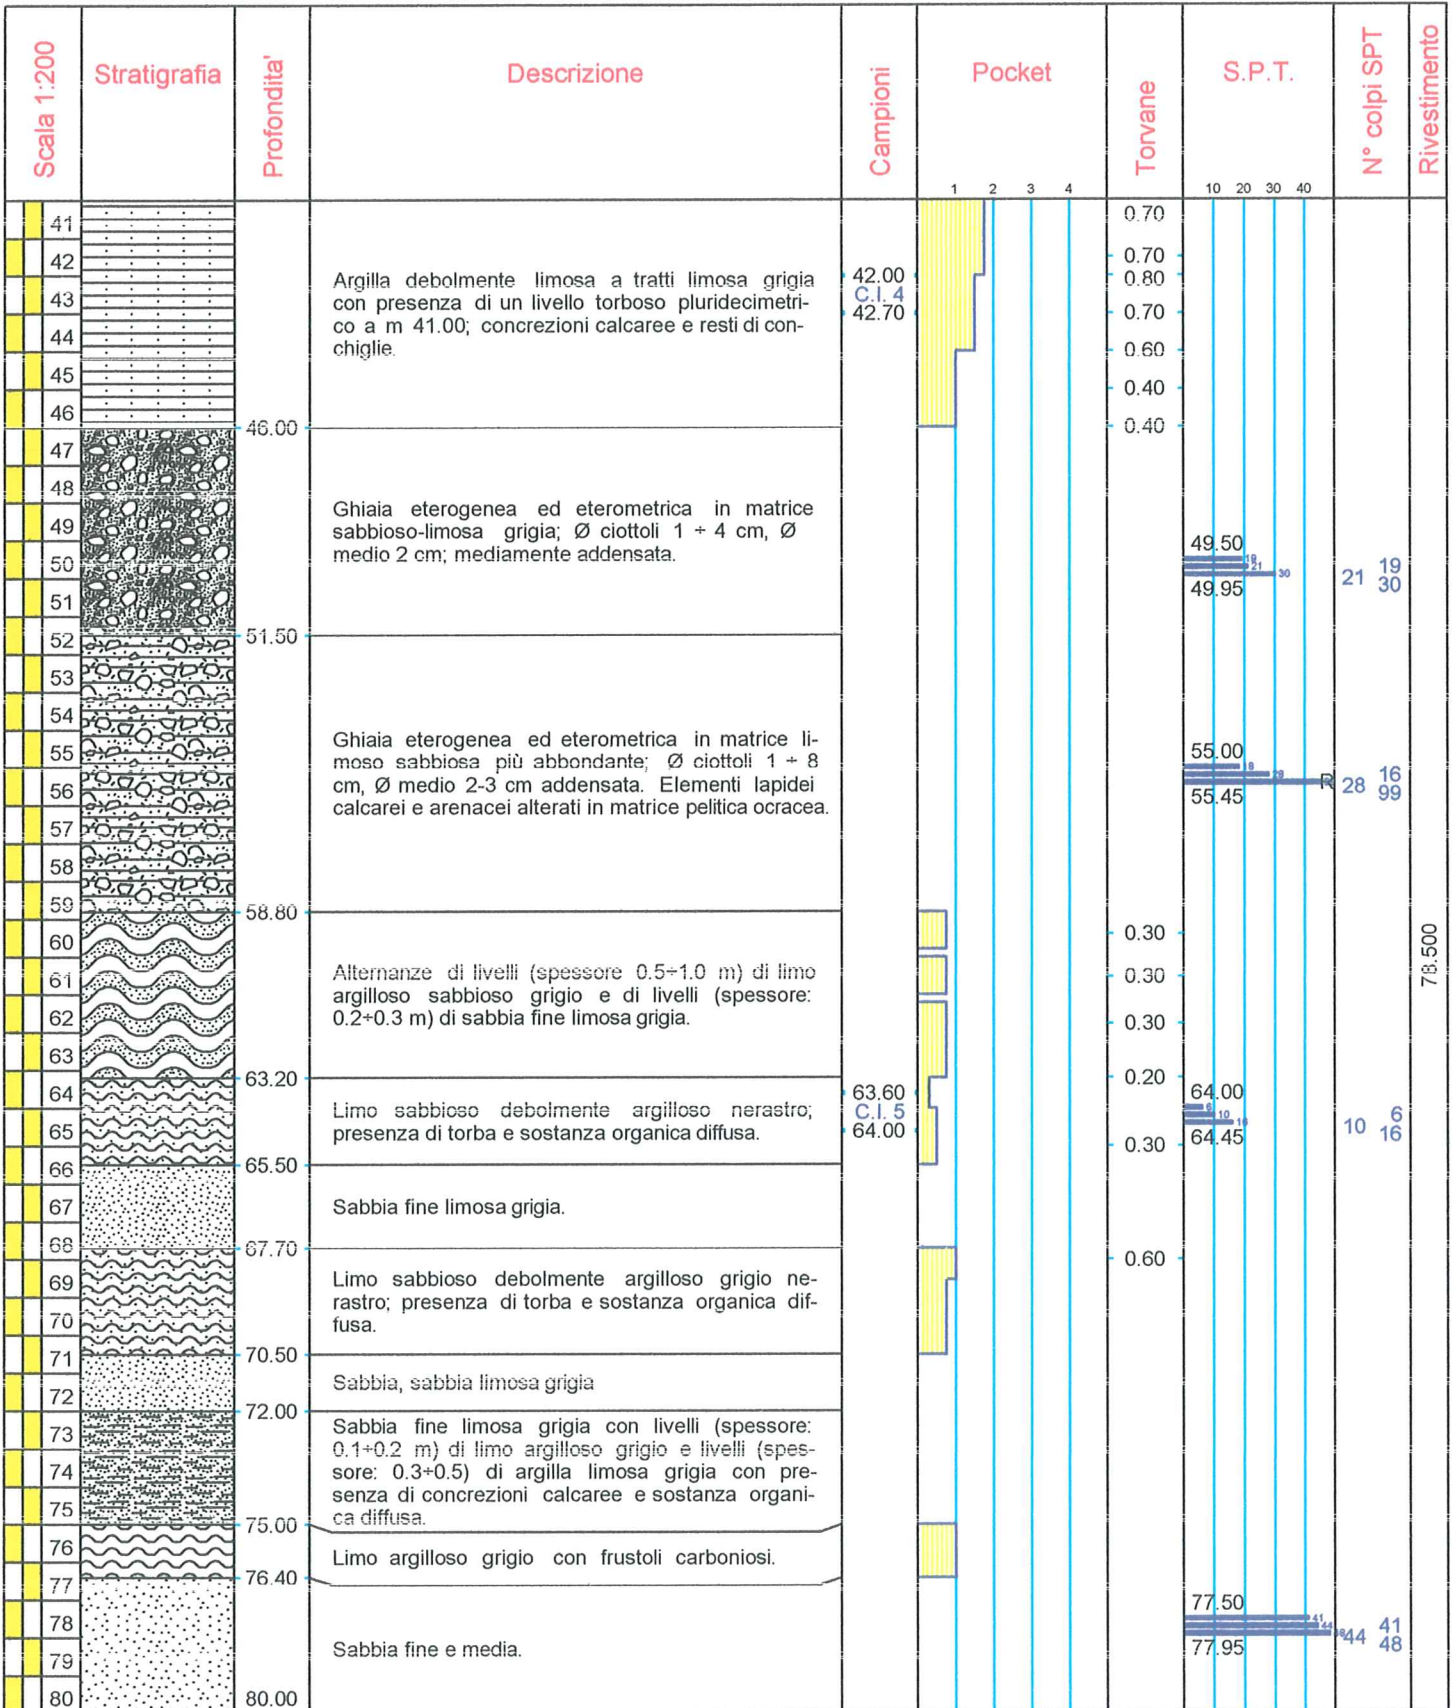 Scala 1:200
Stratigrafia
Profondita'
Descrizione
Campioni
Pocket
1 2 3 4
Torvane
S.P.T.
10 20 30 40
N° colpi SPT
Rivestimento
41
42
43
44
45
46
47
48
49
50
51
52
53
54
55
56
57
58
59
60
61
62
63
64
65
66
67
68
69
70
71
72
73
74
75
76
77
78
79
80
46.00
51.50
58.80
63.20
65.50
67.70
70.50
72.00
75.00
76.40
80.00
Argilla debolmente limosa a tratti limosa grigia
con presenza di un livello torboso pluridecimetri-
co a m 41.00; concrezioni calcaree e resti di con-
chiglie.
Ghiaia eterogenea ed eterometrica in matrice
sabbioso-limosa grigia; Ø ciottoli 1 ÷ 4 cm, Ø
medio 2 cm; mediamente addensata.
Ghiaia eterogenea ed eterometrica in matrice li-
moso sabbiosa più abbondante; Ø ciottoli 1 ÷ 8
cm, Ø medio 2-3 cm addensata. Elementi lapidei
calcarei e arenacei alterati in matrice pelitica ocracea.
Alternanze di livelli (spessore 0.5÷1.0 m) di limo
argilloso sabbioso grigio e di livelli (spessore:
0.2÷0.3 m) di sabbia fine limosa grigia.
Limo sabbioso debolmente argilloso nerastro;
presenza di torba e sostanza organica diffusa.
Sabbia fine limosa grigia.
Limo sabbioso debolmente argilloso grigio ne-
rastro; presenza di torba e sostanza organica dif-
fusa.
Sabbia, sabbia limosa grigia
Sabbia fine limosa grigia con livelli (spessore:
0.1÷0.2 m) di limo argilloso grigio e livelli (spes-
sore: 0.3÷0.5) di argilla limosa grigia con pre-
senza di concrezioni calcaree e sostanza organi-
ca diffusa.
Limo argilloso grigio con frustoli carboniosi.
Sabbia fine e media.
42.00
C.I. 4
42.70
63.60
C.I. 5
64.00
0.70
0.70
0.80
0.70
0.60
0.40
0.40
0.30
0.30
0.30
0.20
0.30
0.60
49.50
19
21
30
49.95
55.00
28
R
55.45
64.00
6
10
16
64.45
77.50
41
44
77.95
19
21
30
16
28
99
6
10
16
41
44
48
78.500